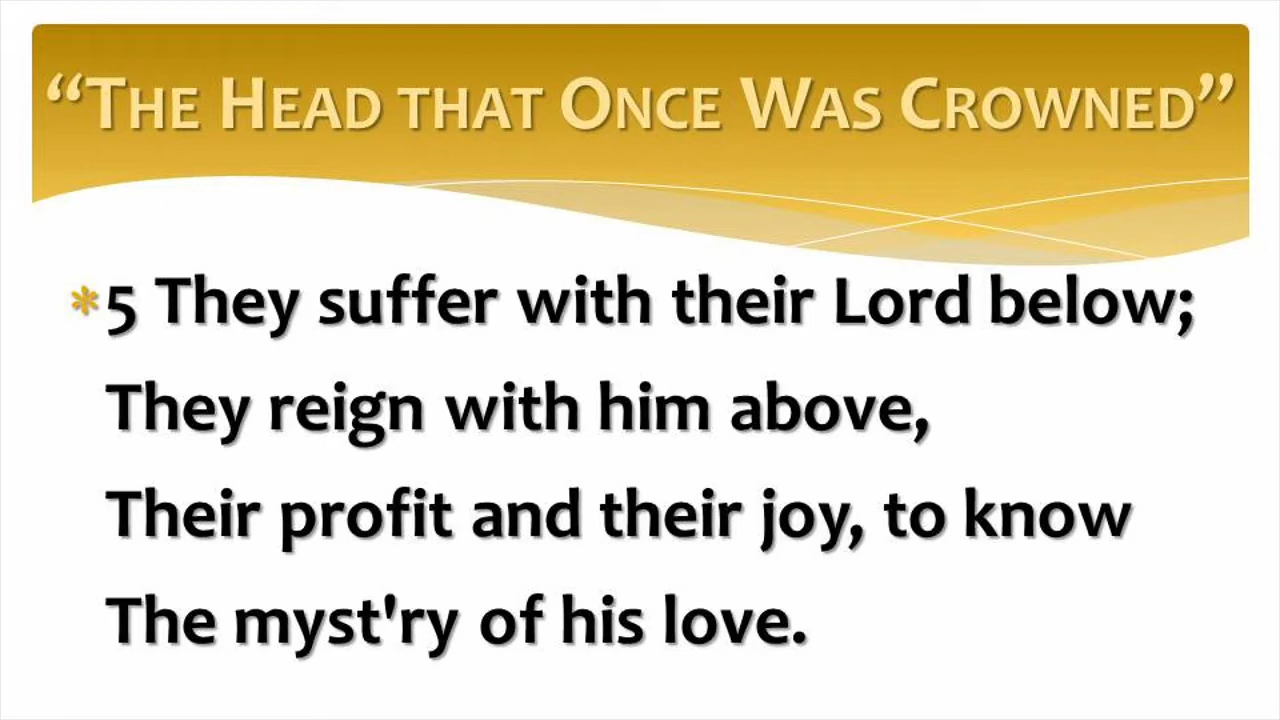 “The Head that Once Was Crowned”
*5 They suffer with their Lord below;
They reign with him above,
Their profit and their joy, to know
The myst'ry of his love.